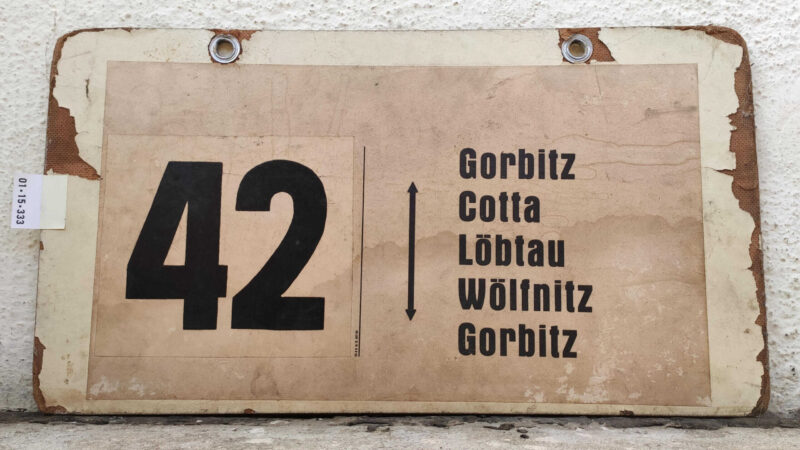 01-15-333
42
Gorbitz
Cotta
Löbtau
Wölfnitz
Gorbitz